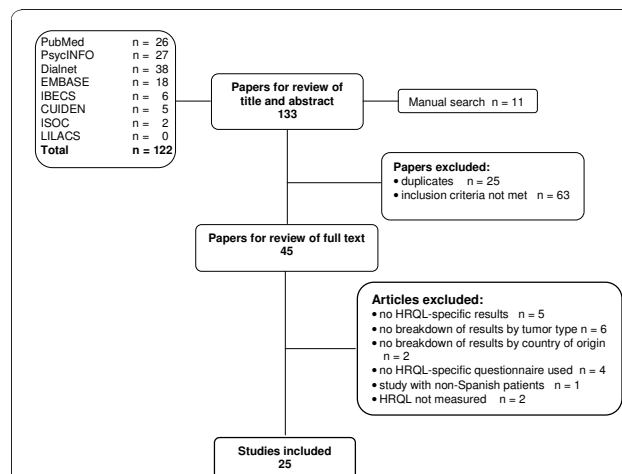 PubMed n = 26
PsycINFO n = 27
Dialnet n = 38
EMBASE n = 18
IBECS n = 6
CUIDEN n = 5
ISOC n = 2
LILACS n = 0
Total n = 122
Papers for review of
title and abstract
133
Manual search n = 11
Papers excluded:
• duplicates n = 25
• inclusion criteria not met n = 63
Papers for review of full text
45
Articles excluded:
• no HRQL-specific results n = 5
• no breakdown of results by tumor type n = 6
• no breakdown of results by country of origin
n = 2
• no HRQL-specific questionnaire used n = 4
• study with non-Spanish patients n = 1
• HRQL not measured n = 2
Studies included
25